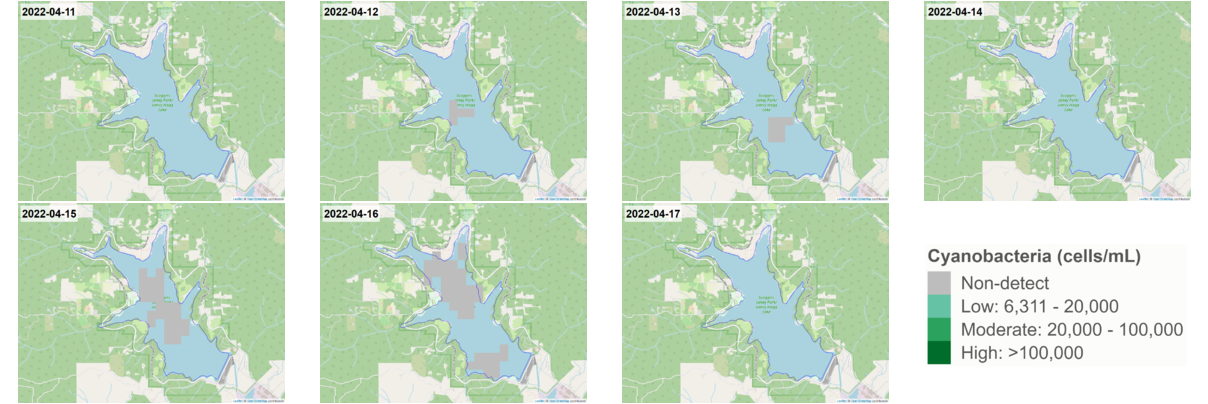 2022-04-11
2022-04-12
2022-04-13
2022-04-14
2022-04-15
2022-04-16
2022-04-17
Cyanobacteria (cells/mL)
Non-detect
Low: 6,311 - 20,000
Moderate: 20,000 - 100,000
High: >100,000